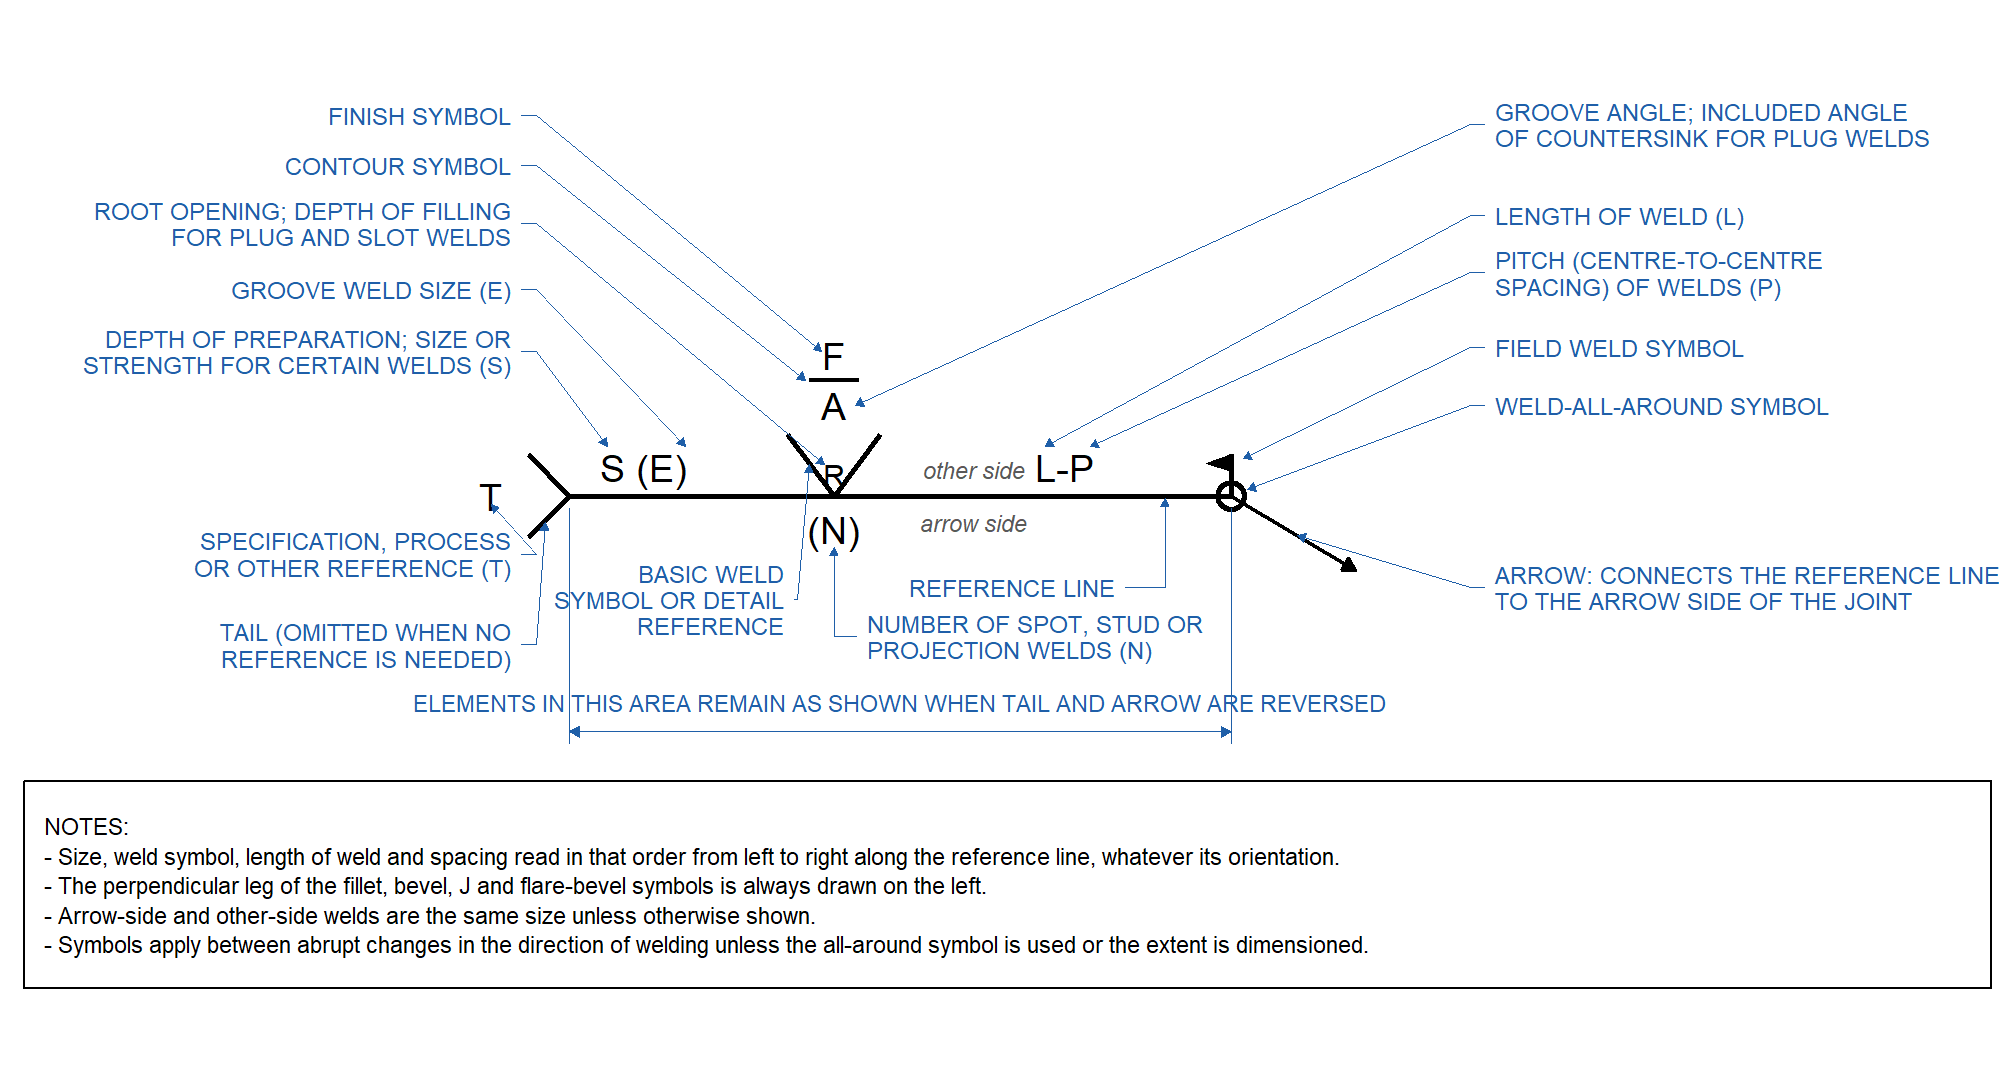 FINISH SYMBOL
CONTOUR SYMBOL
ROOT OPENING; DEPTH OF FILLING
FOR PLUG AND SLOT WELDS
GROOVE WELD SIZE (E)
DEPTH OF PREPARATION; SIZE OR
STRENGTH FOR CERTAIN WELDS (S)
GROOVE ANGLE; INCLUDED ANGLE
OF COUNTERSINK FOR PLUG WELDS
LENGTH OF WELD (L)
PITCH (CENTRE-TO-CENTRE
SPACING) OF WELDS (P)
FIELD WELD SYMBOL
WELD-ALL-AROUND SYMBOL
F
A
S (E)
R
other side
L-P
T
(N)
arrow side
SPECIFICATION, PROCESS
OR OTHER REFERENCE (T)
TAIL (OMITTED WHEN NO
REFERENCE IS NEEDED)
BASIC WELD
SYMBOL OR DETAIL
REFERENCE
REFERENCE LINE
NUMBER OF SPOT, STUD OR
PROJECTION WELDS (N)
ARROW: CONNECTS THE REFERENCE LINE
TO THE ARROW SIDE OF THE JOINT
ELEMENTS IN THIS AREA REMAIN AS SHOWN WHEN TAIL AND ARROW ARE REVERSED
NOTES:
- Size, weld symbol, length of weld and spacing read in that order from left to right along the reference line, whatever its orientation.
- The perpendicular leg of the fillet, bevel, J and flare-bevel symbols is always drawn on the left.
- Arrow-side and other-side welds are the same size unless otherwise shown.
- Symbols apply between abrupt changes in the direction of welding unless the all-around symbol is used or the extent is dimensioned.